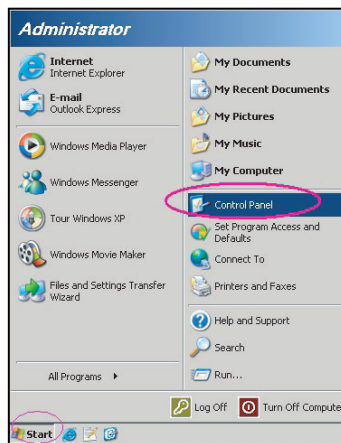 Administrator
Internet
Internet Explorer
E-mail
Outlook Express
Windows Media Player
Windows Messenger
Tour Windows XP
Windows Movie Maker
Files and Settings Transfer
Wizard
All Programs
My Documents
My Recent Documents
My Pictures
My Music
My Computer
Control Panel
Set Program Access and
Defaults
Connect To
Printers and Faxes
Help and Support
Search
Run...
Log Off
Turn Off Compute
Start